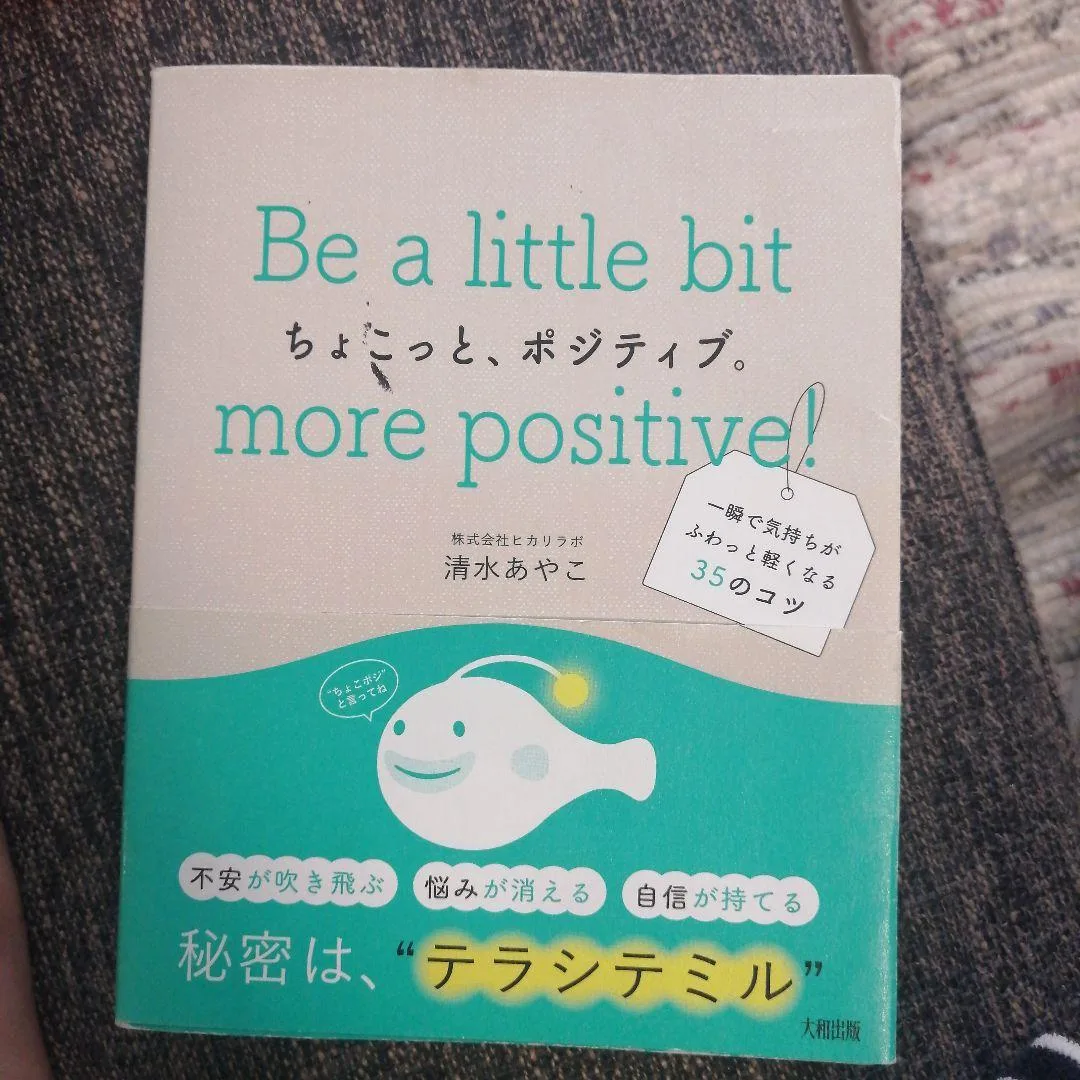 Be a little bit
ちょこっと、ポジティブ。
more positive!
一瞬で気持ちが
ふわっと軽くなる
35のコツ
株式会社ヒカリラボ
清水あやこ
“ちょこポジ”
と言ってね
不安が吹き飛ぶ
悩みが消える
自信が持てる
秘密は、“テラシテミル”
大和出版